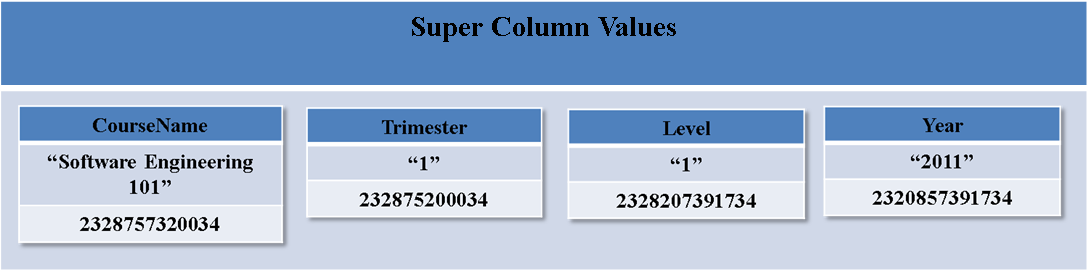 Super Column Values
CourseName
“Software Engineering
101”
2328757320034
Trimester
“1”
232875200034
Level
“1”
2328207391734
Year
“2011”
2320857391734